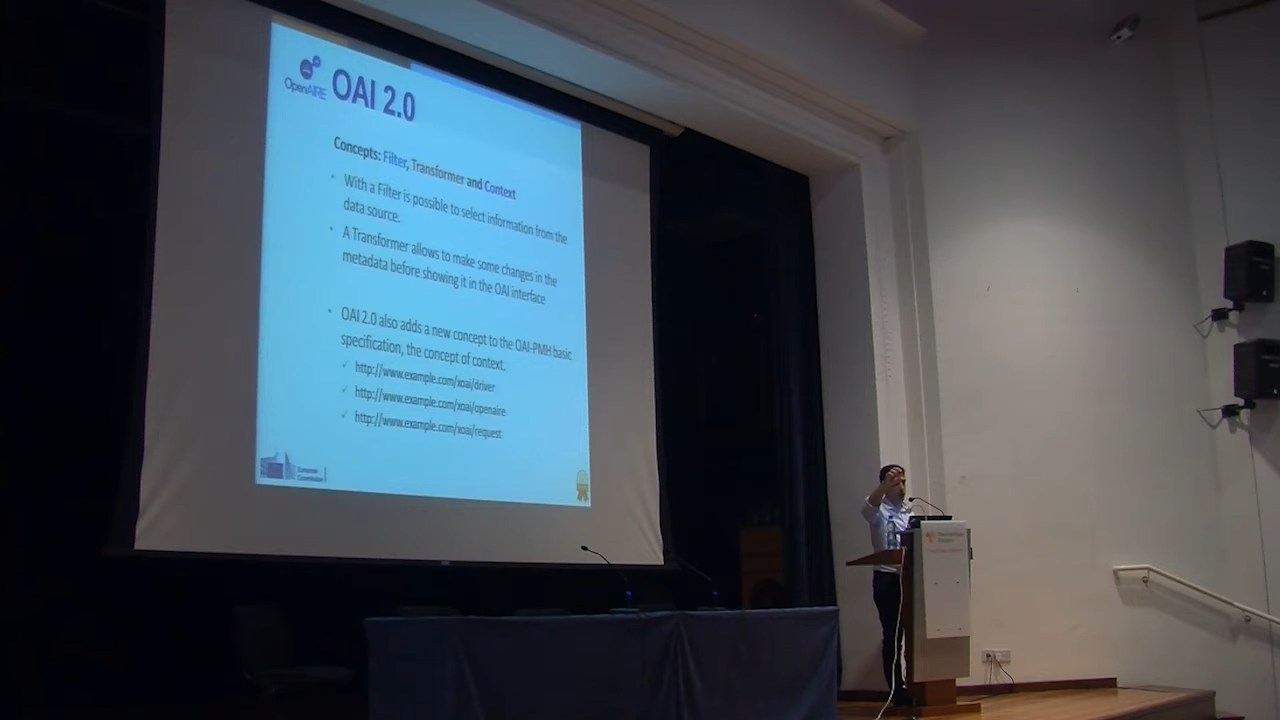 OpenAIRE
OAI 2.0
Concepts: Filter, Transformer and Context
With a Filter is possible to select information from the
data source.
A Transformer allows to make some changes in the
metadata before showing it in the OAI interface
OAI 2.0 also adds a new concept to the OAI-PMH basic
specification, the concept of context.
http://www.example.com/xoai/driver
http://www.example.com/xoai/openaire
http://www.example.com/xoai/request
European
Commission